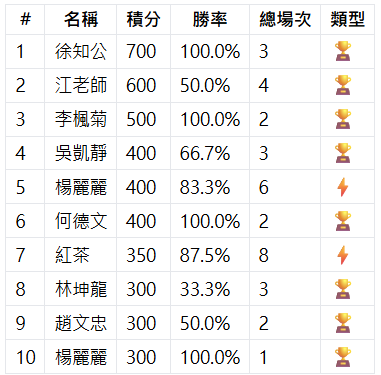 # 名稱 積分 勝率 總場次 類型
1 徐知公 700 100.0% 3 🏆
2 江老師 600 50.0% 4 🏆
3 李楓菊 500 100.0% 2 🏆
4 吳凱靜 400 66.7% 3 🏆
5 楊麗麗 400 83.3% 6 ⚡
6 何德文 400 100.0% 2 🏆
7 紅茶 350 87.5% 8 ⚡
8 林坤龍 300 33.3% 3 🏆
9 趙文忠 300 50.0% 2 🏆
10 楊麗麗 300 100.0% 1 🏆